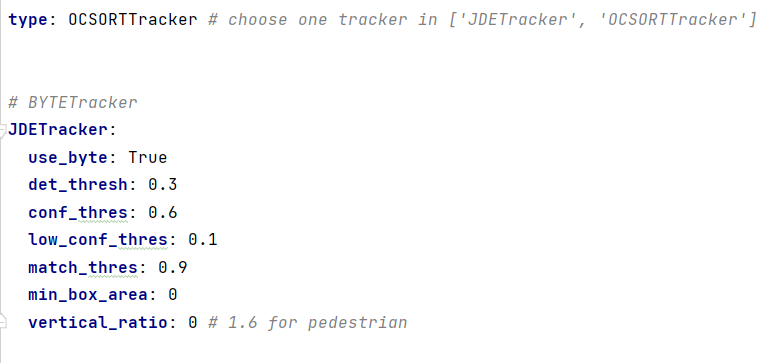 type: OCSORTTracker # choose one tracker in ['JDETracker', 'OCSORTTracker']
# BYTETracker
JDETracker:
use_byte: True
det_thresh: 0.3
conf_thres: 0.6
low_conf_thres: 0.1
match_thres: 0.9
min_box_area: 0
vertical_ratio: 0 # 1.6 for pedestrian